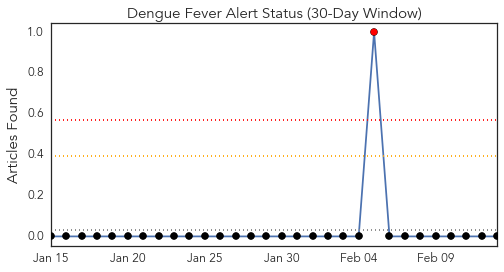 Dengue Fever Alert Status (30-Day Window)
Articles Found
1.0
0.8
0.6
0.4
0.2
0.0
Jan 15 Jan 20 Jan 25 Jan 30 Feb 04 Feb 09